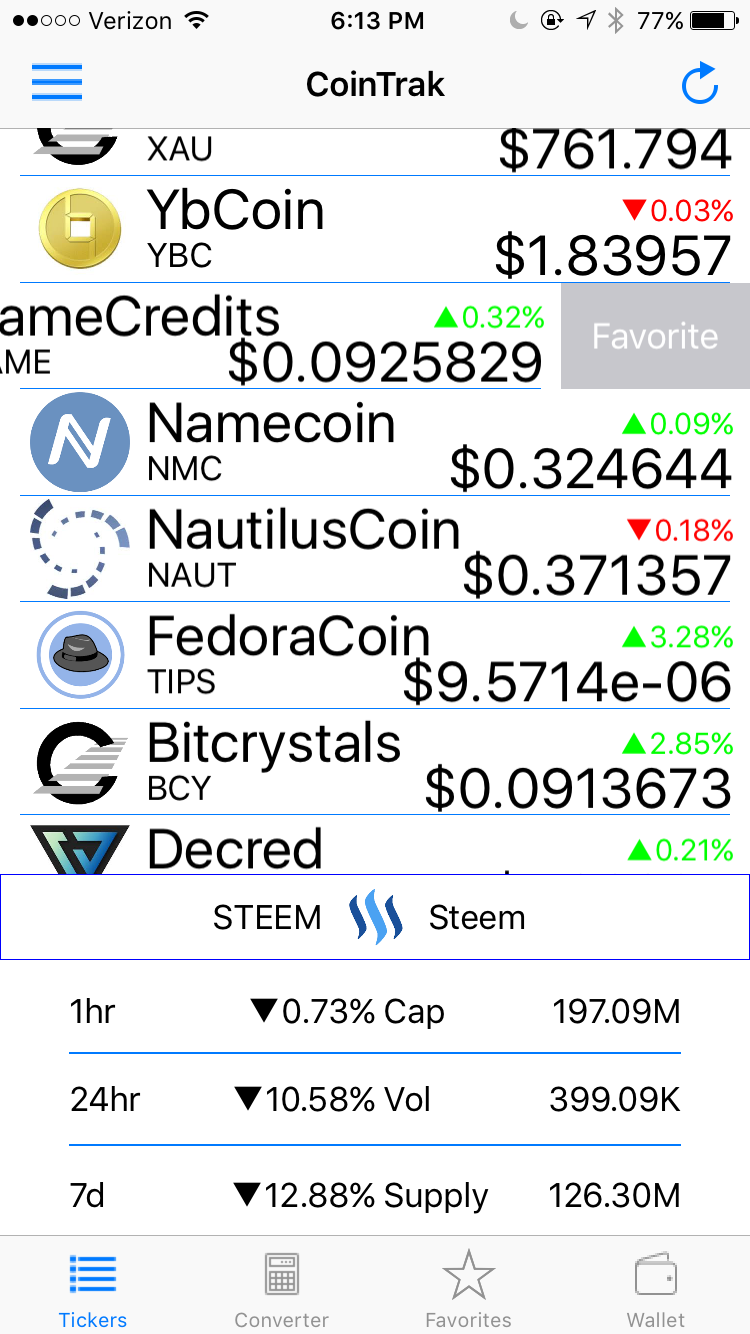 Verizon 6:13 PM 77%
CoinTrak
XAU $761.794
YbCoin ▼0.03%
YBC $1.83957
ameCredits ▲0.32% Favorite
AME $0.0925829
Namecoin ▲0.09%
NMC $0.324644
NautilusCoin ▼0.18%
NAUT $0.371357
FedoraCoin ▲3.28%
TIPS $9.5714e-06
Bitcrystals ▲2.85%
BCY $0.0913673
Decred ▲0.21%
STEEM Steem
1hr ▼0.73% Cap 197.09M
24hr ▼10.58% Vol 399.09K
7d ▼12.88% Supply 126.30M
Tickers Converter Favorites Wallet